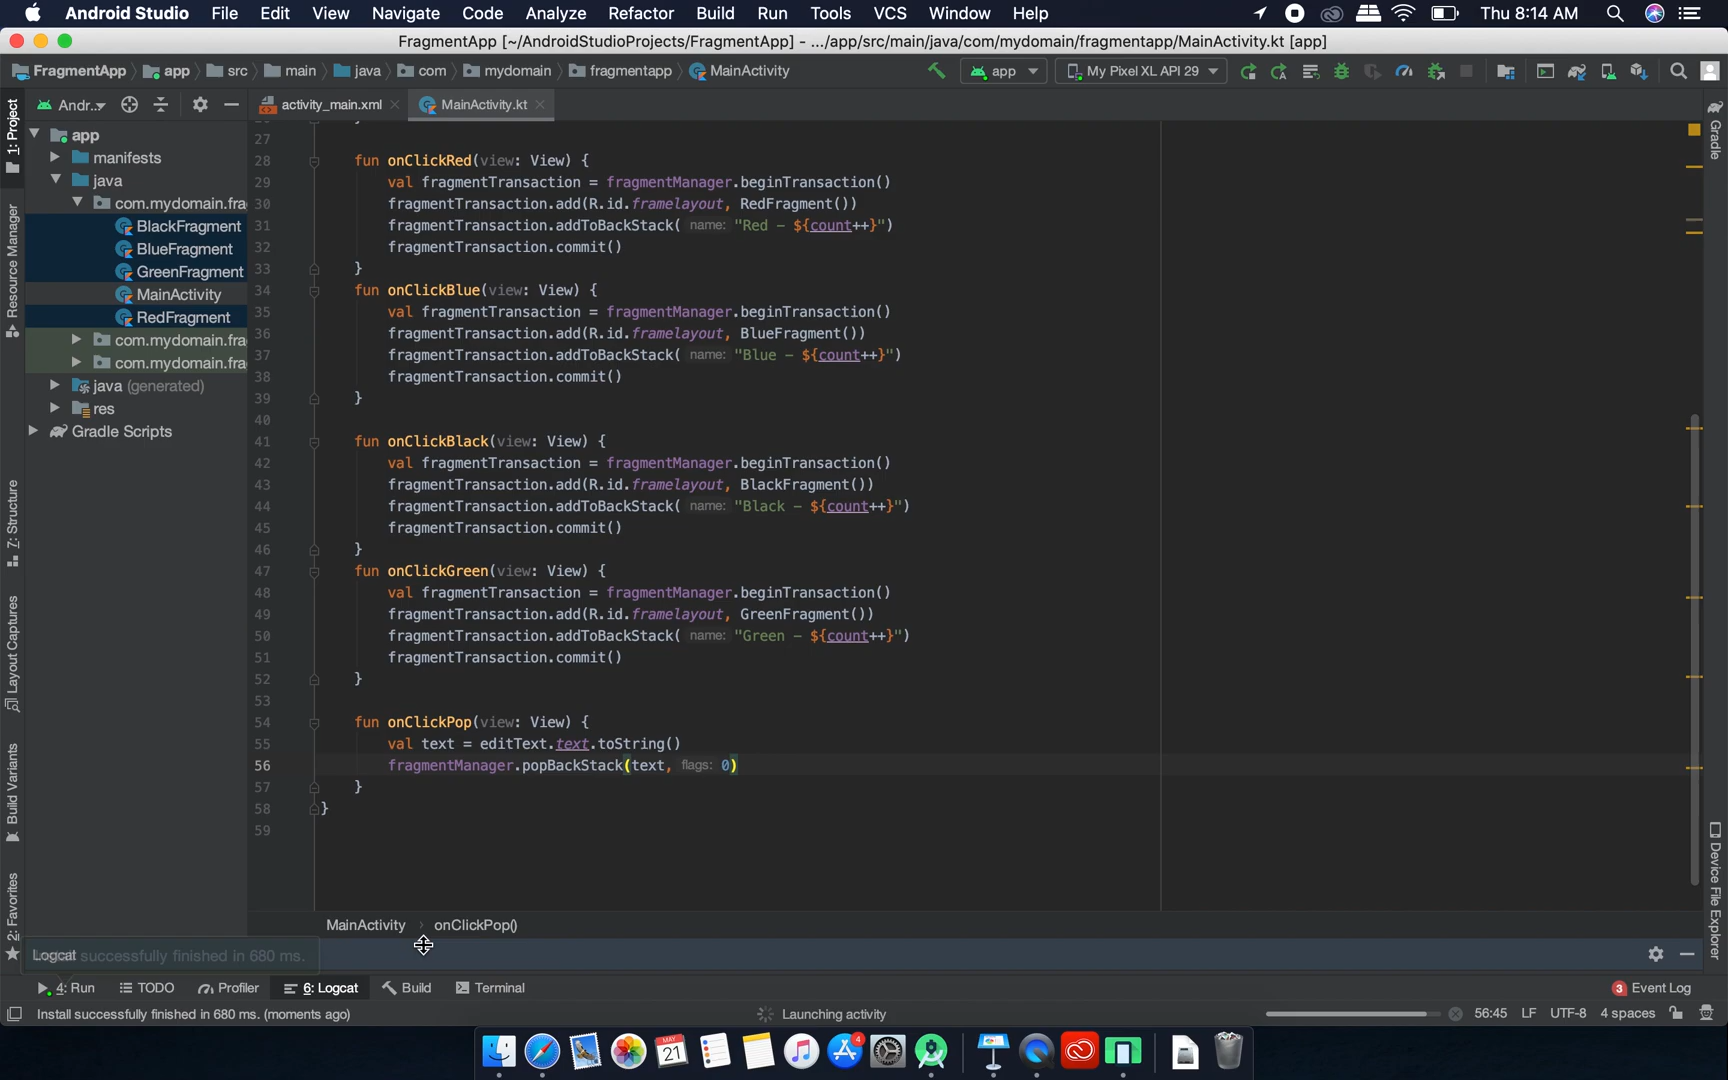 Android Studio File Edit View Navigate Code Analyze Refactor Build Run Tools VCS Window Help Thu 8:14 AM
FragmentApp [~/AndroidStudioProjects/FragmentApp] - .../app/src/main/java/com/mydomain/fragmentapp/MainActivity.kt [app]
FragmentApp app src main java com mydomain fragmentapp MainActivity app My Pixel XL API 29
Andr... activity_main.xml MainActivity.kt
1: Project
Resource Manager
7: Structure
Layout Captures
Build Variants
2: Favorites
app
manifests
java
com.mydomain.fra
BlackFragment
BlueFragment
GreenFragment
MainActivity
RedFragment
com.mydomain.fra
com.mydomain.fra
java (generated)
res
Gradle Scripts
27
28 fun onClickRed(view: View) {
29 val fragmentTransaction = fragmentManager.beginTransaction()
30 fragmentTransaction.add(R.id.framelayout, RedFragment())
31 fragmentTransaction.addToBackStack( name: "Red - ${count++}")
32 fragmentTransaction.commit()
33 }
34 fun onClickBlue(view: View) {
35 val fragmentTransaction = fragmentManager.beginTransaction()
36 fragmentTransaction.add(R.id.framelayout, BlueFragment())
37 fragmentTransaction.addToBackStack( name: "Blue - ${count++}")
38 fragmentTransaction.commit()
39 }
40
41 fun onClickBlack(view: View) {
42 val fragmentTransaction = fragmentManager.beginTransaction()
43 fragmentTransaction.add(R.id.framelayout, BlackFragment())
44 fragmentTransaction.addToBackStack( name: "Black - ${count++}")
45 fragmentTransaction.commit()
46 }
47 fun onClickGreen(view: View) {
48 val fragmentTransaction = fragmentManager.beginTransaction()
49 fragmentTransaction.add(R.id.framelayout, GreenFragment())
50 fragmentTransaction.addToBackStack( name: "Green - ${count++}")
51 fragmentTransaction.commit()
52 }
53
54 fun onClickPop(view: View) {
55 val text = editText.text.toString()
56 fragmentManager.popBackStack(text, flags: 0)
57 }
58 }
59
Gradle
Device File Explorer
MainActivity onClickPop()
Logcat successfully finished in 680 ms.
4: Run TODO Profiler 6: Logcat Build Terminal 3 Event Log
Install successfully finished in 680 ms. (moments ago) Launching activity 56:45 LF UTF-8 4 spaces
MAY
21
4